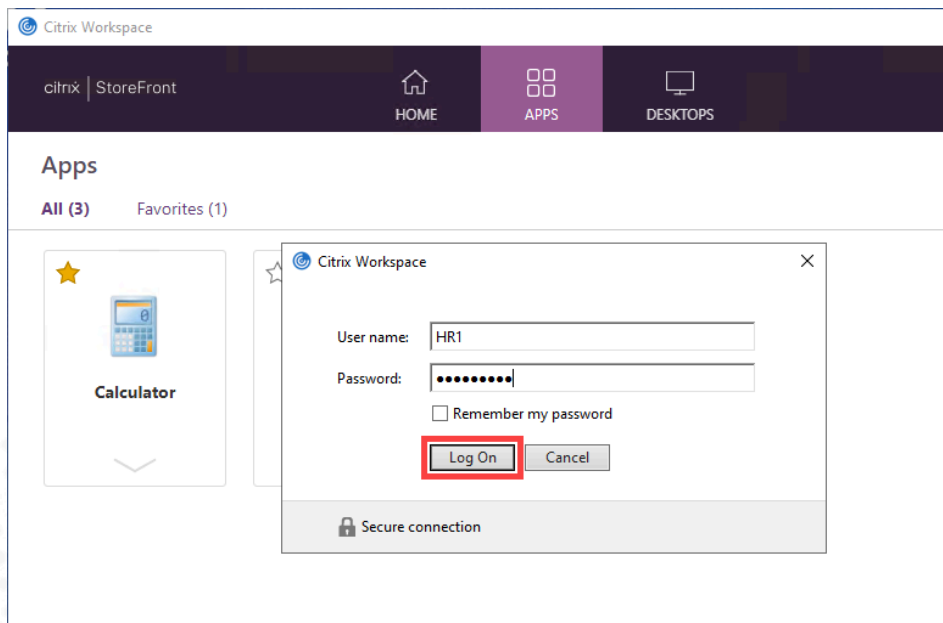 Citrix Workspace
citrix | StoreFront
HOME
APPS
DESKTOPS
Apps
All (3)
Favorites (1)
Citrix Workspace
User name:
HR1
Password:
•••••••••
Remember my password
Log On
Cancel
Secure connection
0
Calculator